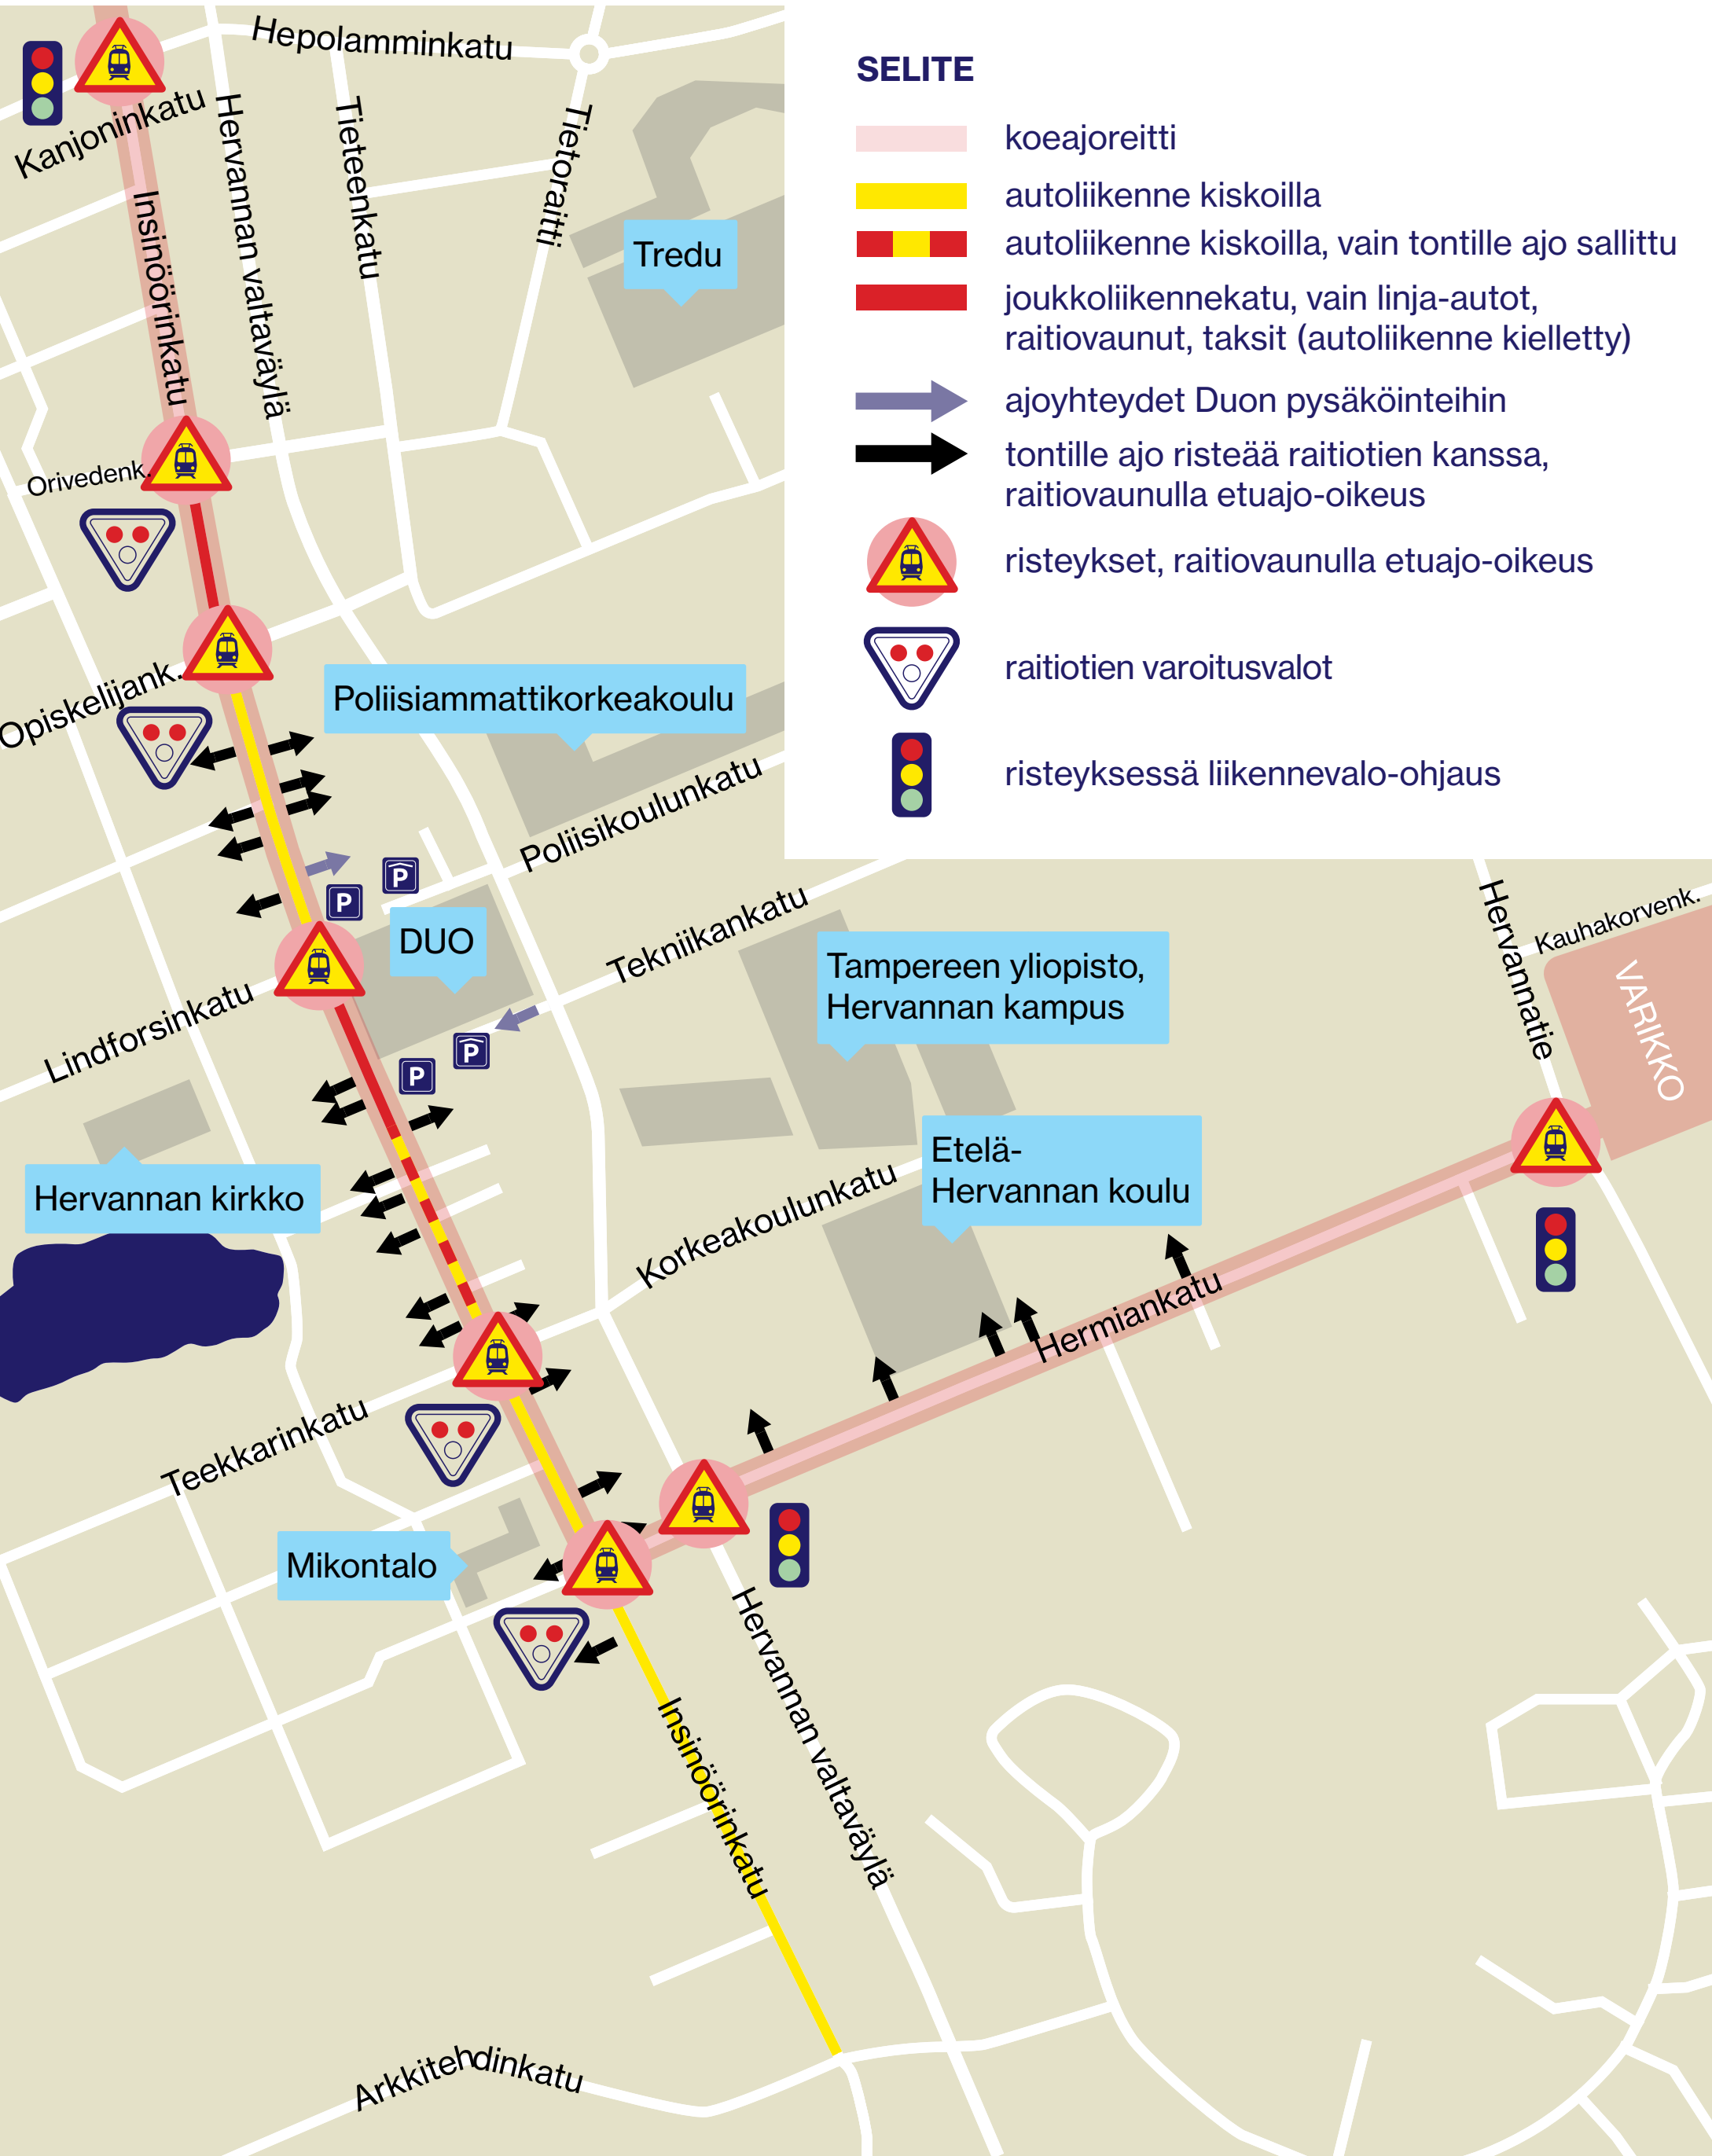 Hepolamminkatu
Kanjoninkatu
Hervannan valtaväylä
Tieteenkatu
Tietoraitti
Insinöörinkatu
Tredu
Orivedenk.
Opiskelijank.
Poliisiammattikorkeakoulu
Poliisikoulunkatu
P
P
DUO
Tekniikankatu
Lindforsinkatu
P
P
Tampereen yliopisto,
Hervannan kampus
Hervannatie
Kauhakorvenk.
VARIKKO
Etelä-
Hervannan koulu
Hervannan kirkko
Korkeakoulunkatu
Hermiankatu
Teekkarinkatu
Mikontalo
Hervannan valtaväylä
Insinöörinkatu
Arkkitehdinkatu
SELITE
koeajoreitti
autoliikenne kiskoilla
autoliikenne kiskoilla, vain tontille ajo sallittu
joukkoliikennekatu, vain linja-autot,
raitiovaunut, taksit (autoliikenne kielletty)
ajoyhteydet Duon pysäköinteihin
tontille ajo risteää raitiotien kanssa,
raitiovaunulla etuajo-oikeus
risteykset, raitiovaunulla etuajo-oikeus
raitiotien varoitusvalot
risteyksessä liikennevalo-ohjaus